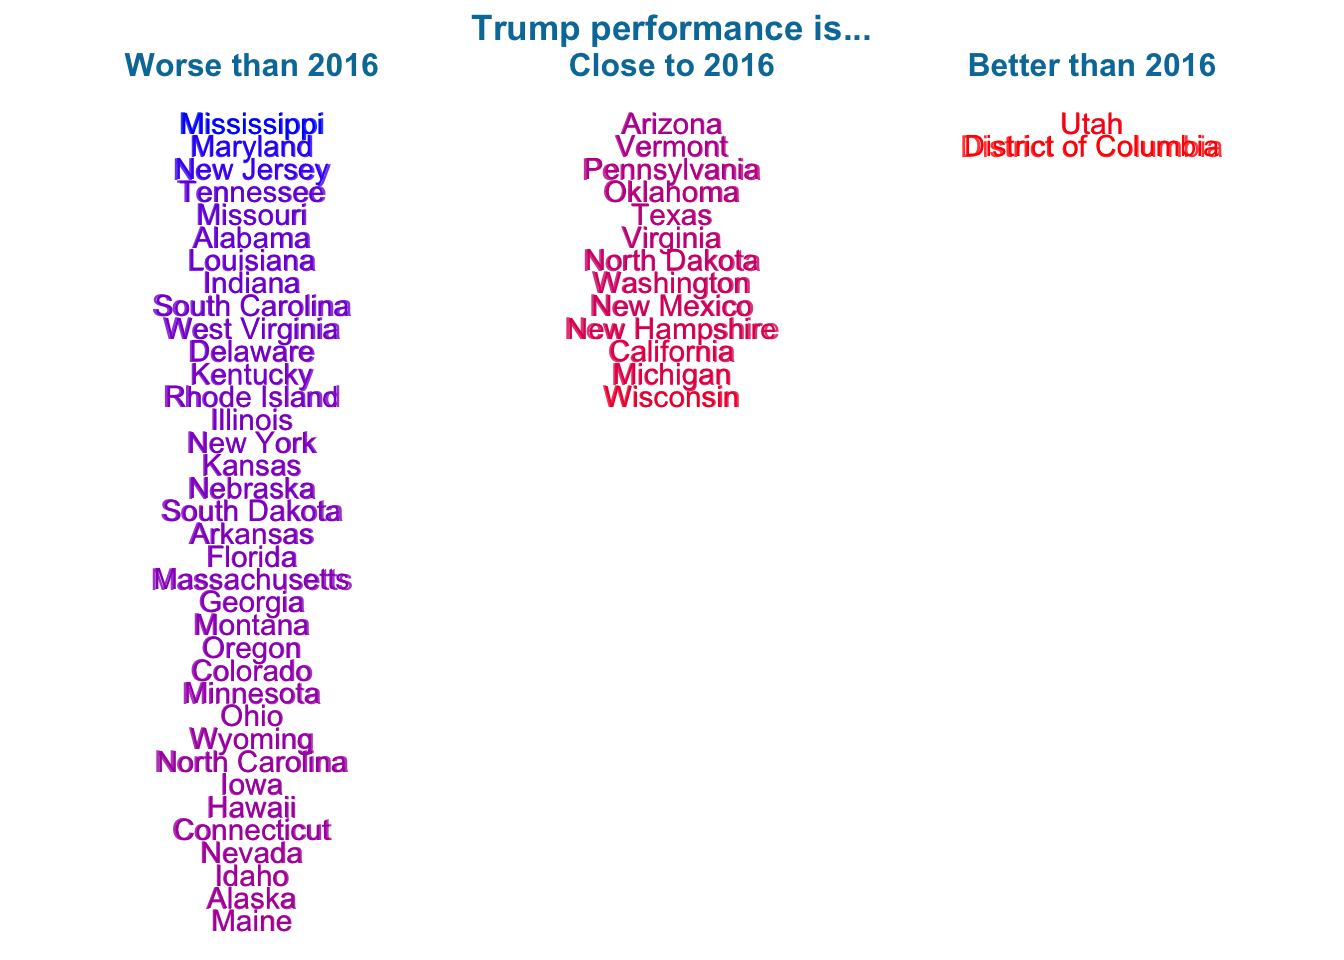 Trump performance is...
Worse than 2016
Close to 2016
Better than 2016
Mississippi
Maryland
New Jersey
Tennessee
Missouri
Alabama
Louisiana
Indiana
South Carolina
West Virginia
Delaware
Kentucky
Rhode Island
Illinois
New York
Kansas
Nebraska
South Dakota
Arkansas
Florida
Massachusetts
Georgia
Montana
Oregon
Colorado
Minnesota
Ohio
Wyoming
North Carolina
Iowa
Hawaii
Connecticut
Nevada
Idaho
Alaska
Maine
Arizona
Vermont
Pennsylvania
Oklahoma
Texas
Virginia
North Dakota
Washington
New Mexico
New Hampshire
California
Michigan
Wisconsin
Utah
District of Columbia